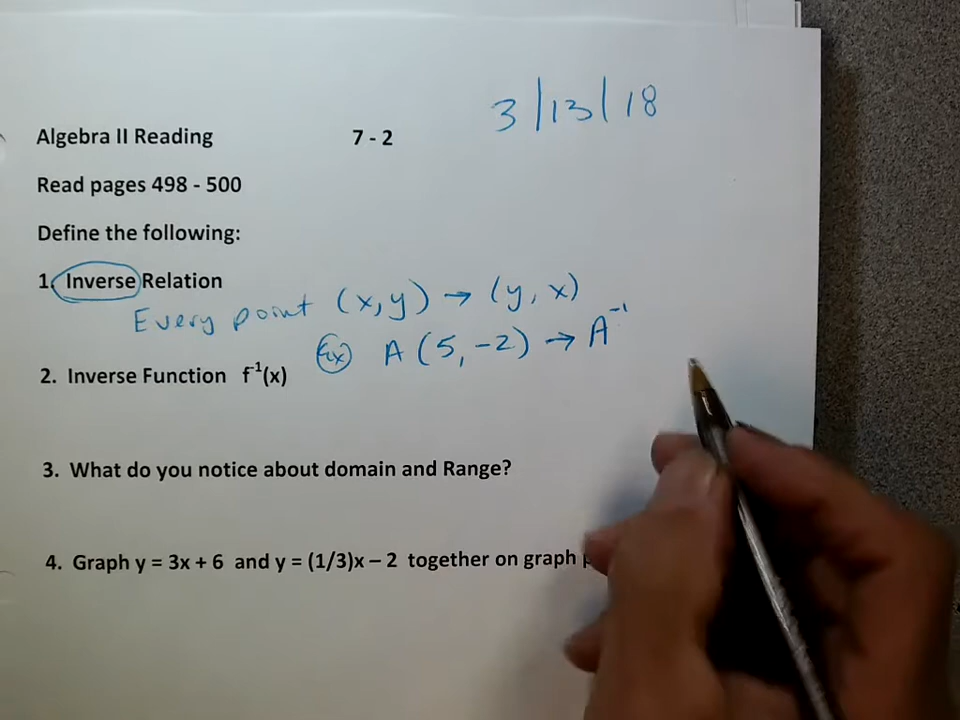 3/13/18
Algebra II Reading 7 - 2
Read pages 498 - 500
Define the following:
1. Inverse Relation
Every point (x,y) → (y, x)
Ex A (5, -2) → A⁻¹
2. Inverse Function f⁻¹(x)
3. What do you notice about domain and Range?
4. Graph y = 3x + 6 and y = (1/3)x – 2 together on graph